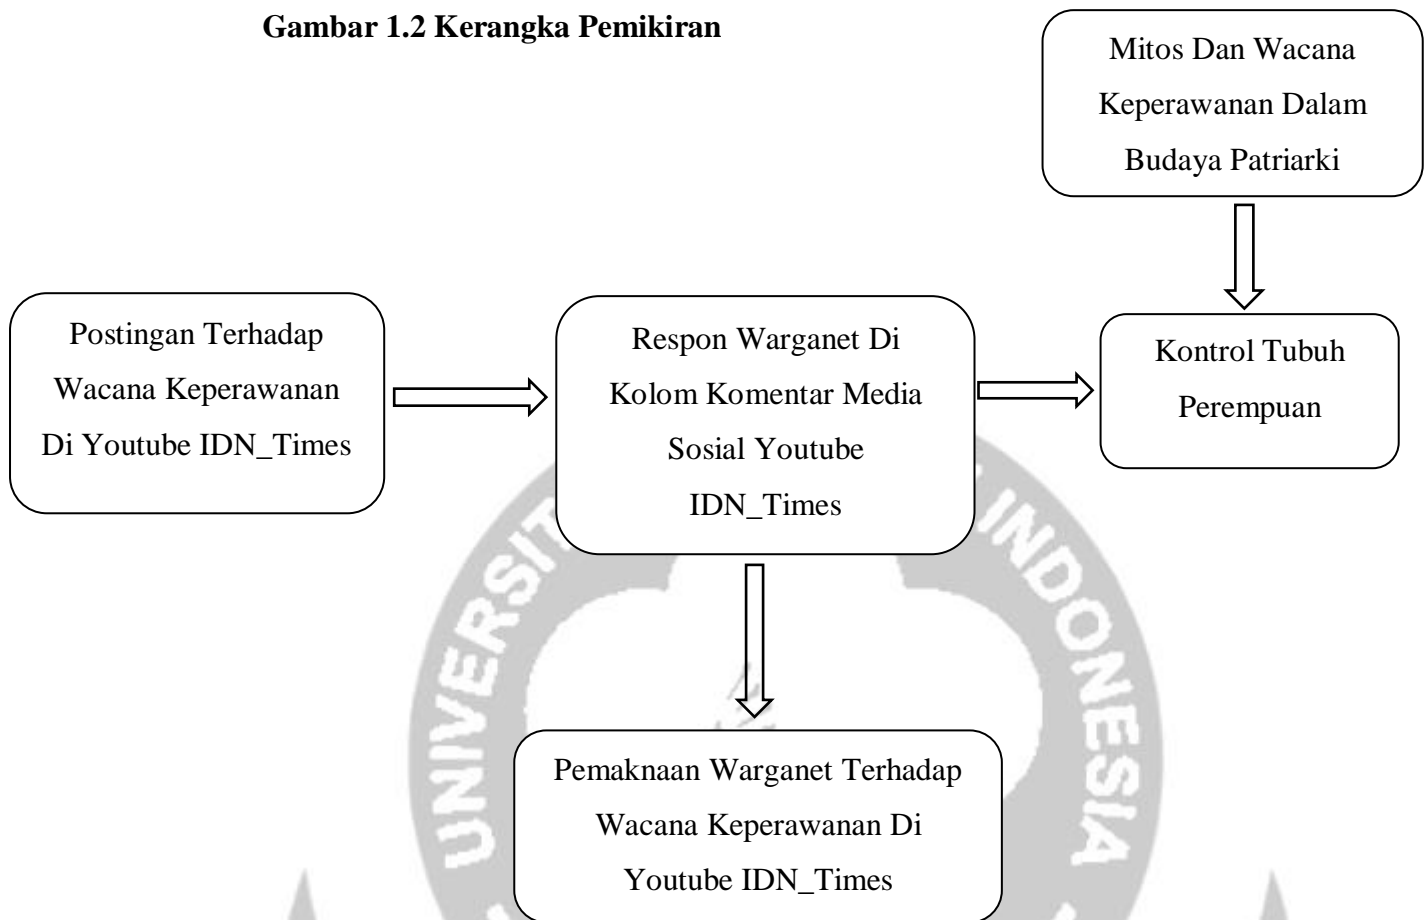 Gambar 1.2 Kerangka Pemikiran
Mitos Dan Wacana
Keperawanan Dalam
Budaya Patriarki
Postingan Terhadap
Wacana Keperawanan
Di Youtube IDN_Times
Respon Warganet Di
Kolom Komentar Media
Sosial Youtube
IDN_Times
Kontrol Tubuh
Perempuan
Pemaknaan Warganet Terhadap
Wacana Keperawanan Di
Youtube IDN_Times
INDONESIA